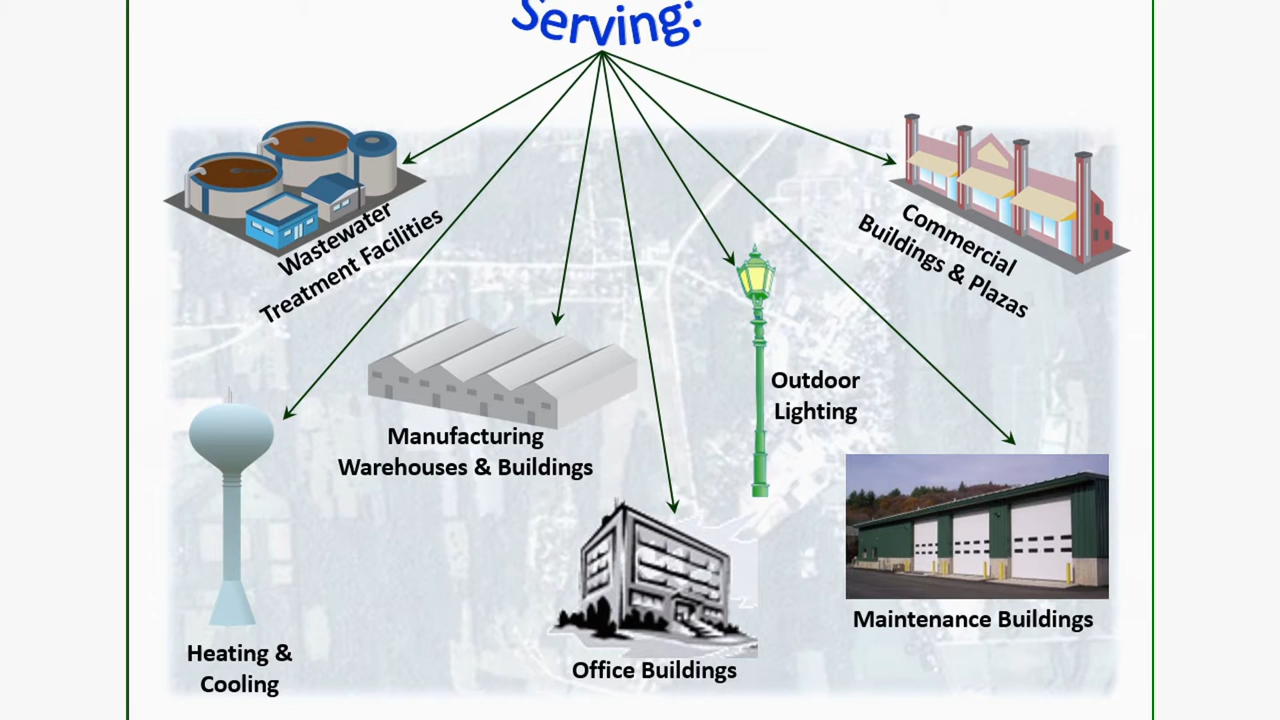 Serving:
Wastewater
Treatment Facilities
Commercial
Buildings & Plazas
Outdoor
Lighting
Manufacturing
Warehouses & Buildings
Maintenance Buildings
Heating &
Cooling
Office Buildings